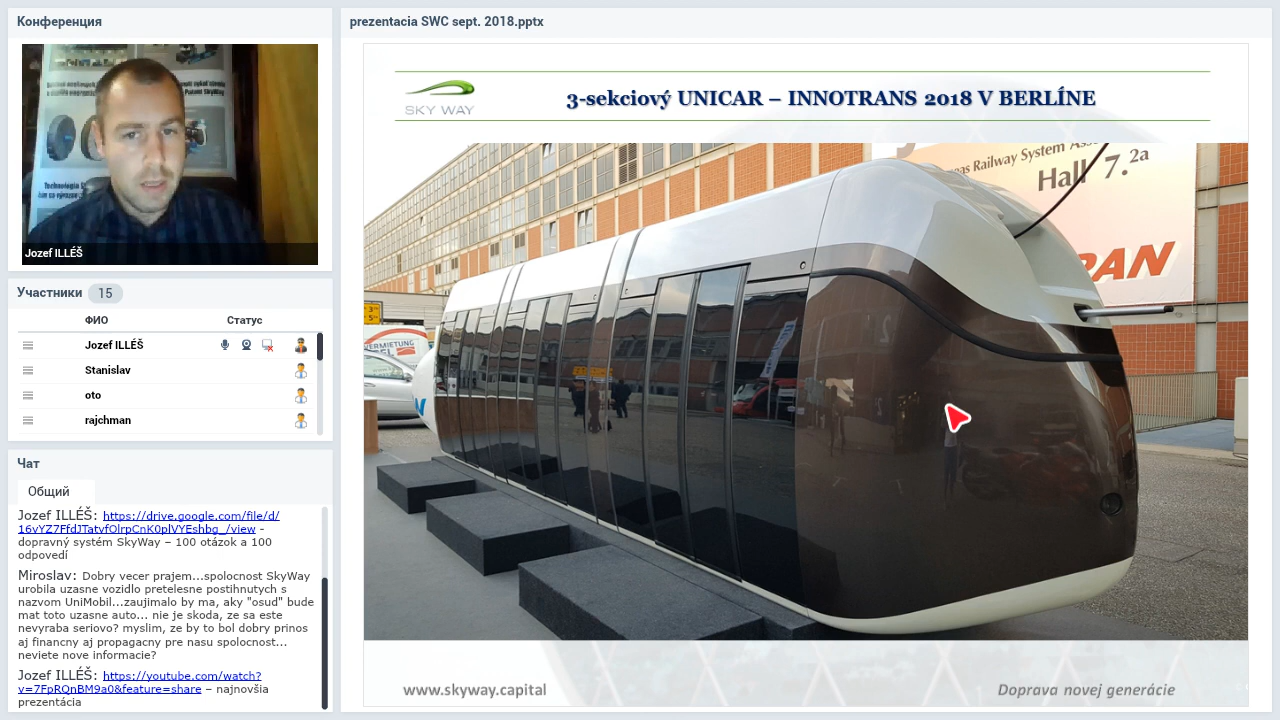 Конференция
Jozef ILLÉŠ
Участники 15
ФИО Статус
Jozef ILLÉŠ
Stanislav
oto
rajchman
Чат
Общий
Jozef ILLÉŠ: https://drive.google.com/file/d/
16vYZ7FfdJTatvfOlrpCnK0plVYEshbg_/view -
dopravný systém SkyWay – 100 otázok a 100
odpovedí
Miroslav: Dobry vecer prajem...spolocnost SkyWay
urobila uzasne vozidlo pretelesne postihnutych s
nazvom UniMobil...zaujimalo by ma, aky "osud" bude
mat toto uzasne auto... nie je skoda, ze sa este
nevyraba seriovo? myslim, ze by to bol dobry prinos
aj financny aj propagacny pre nasu spolocnost...
neviete nove informacie?
Jozef ILLÉŠ: https://youtube.com/watch?
v=7FpRQnBM9a0&feature=share – najnovšia
prezentácia
prezentacia SWC sept. 2018.pptx
SKY WAY
3-sekciový UNICAR – INNOTRANS 2018 V BERLÍNE
Railway System
Hall 7.2a
PAN
VERMIETUNG
www.skyway.capital
Doprava novej generácie